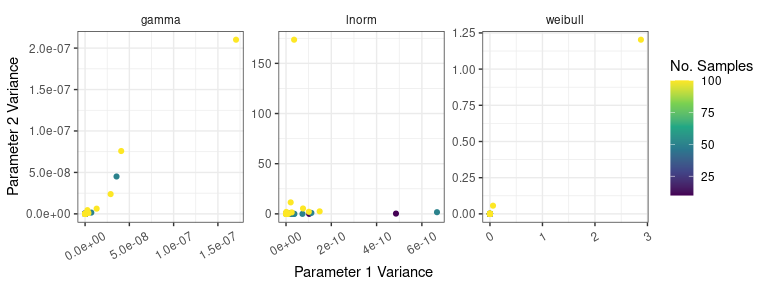 gamma lnorm weibull
No. Samples
100
75
50
25
Parameter 2 Variance
2.0e-07
1.5e-07
1.0e-07
5.0e-08
0.0e+00
150
100
50
0
1.25
1.00
0.75
0.50
0.25
0.00
0.0e+00 5.0e-08 1.0e-07 1.5e-07
0e+00 2e-10 4e-10 6e-10
0 1 2 3
Parameter 1 Variance